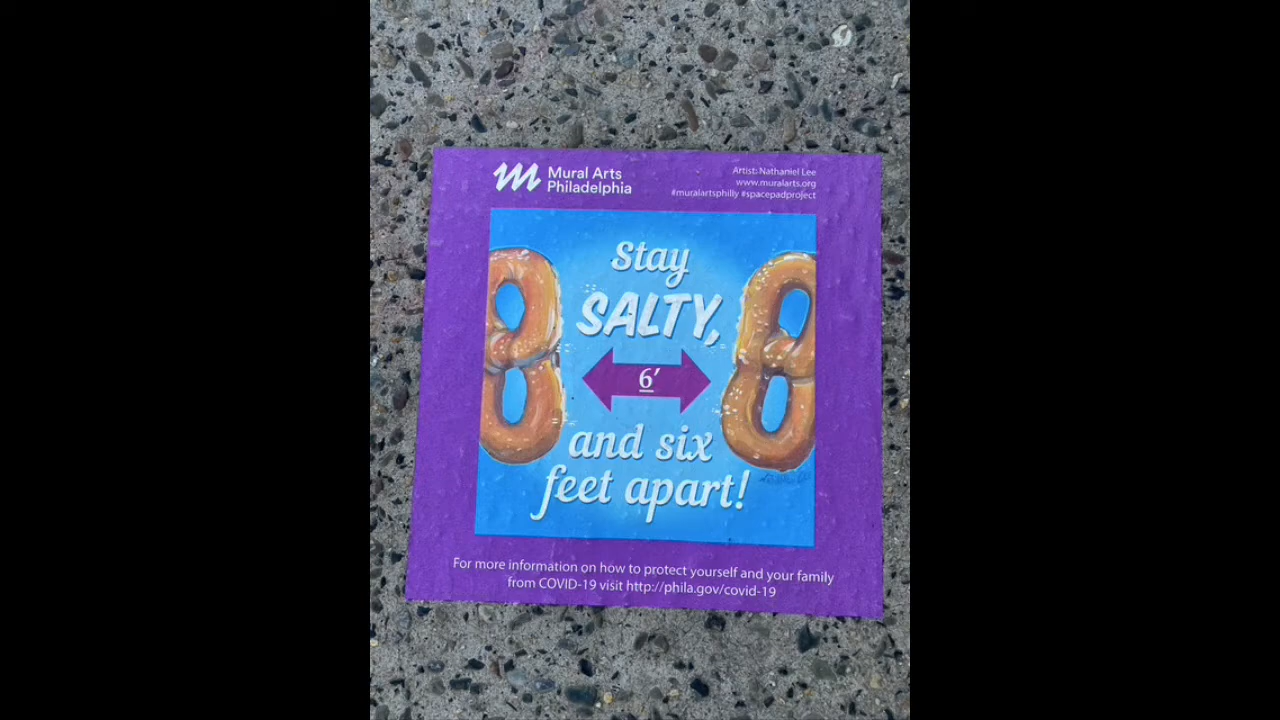 Mural Arts
Philadelphia
Artist: Nathaniel Lee
www.muralarts.org
#muralartsphilly #spacepadproject
Stay
SALTY,
6'
and six
feet apart!
For more information on how to protect yourself and your family
from COVID-19 visit http://phila.gov/covid-19